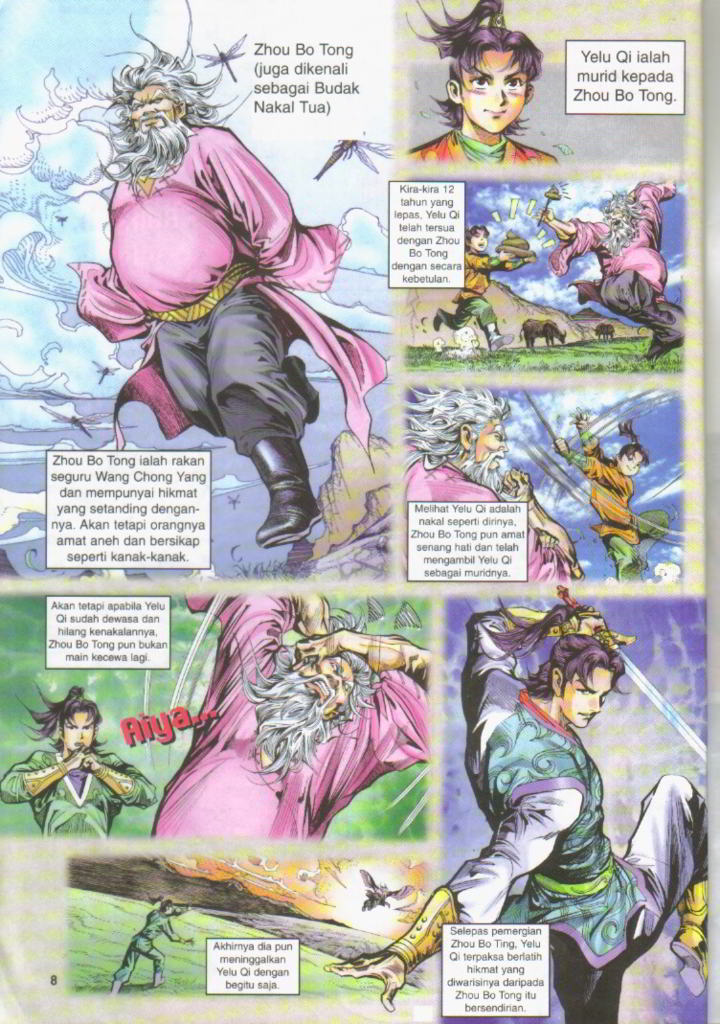 Zhou Bo Tong
(juga dikenali
sebagai Budak
Nakal Tua)
Yelu Qi ialah
murid kepada
Zhou Bo Tong.
Kira-kira 12
tahun yang
lepas, Yelu Qi
telah tersua
dengan Zhou
Bo Tong
dengan secara
kebetulan.
Zhou Bo Tong ialah rakan
seguru Wang Chong Yang
dan mempunyai hikmat
yang setanding dengan-
nya. Akan tetapi orangnya
amat aneh dan bersikap
seperti kanak-kanak.
Melihat Yelu Qi adalah
nakal seperti dirinya,
Zhou Bo Tong pun amat
senang hati dan telah
mengambil Yelu Qi
sebagai muridnya.
Akan tetapi apabila Yelu
Qi sudah dewasa dan
hilang kenakalannya,
Zhou Bo Tong pun bukan
main kecewa lagi.
Aiya...
Akhirnya dia pun
meninggalkan
Yelu Qi dengan
begitu saja.
Selepas pemergian
Zhou Bo Ting, Yelu
Qi terpaksa berlatih
hikmat yang
diwarisinya daripada
Zhou Bo Tong itu
bersendirian.
8